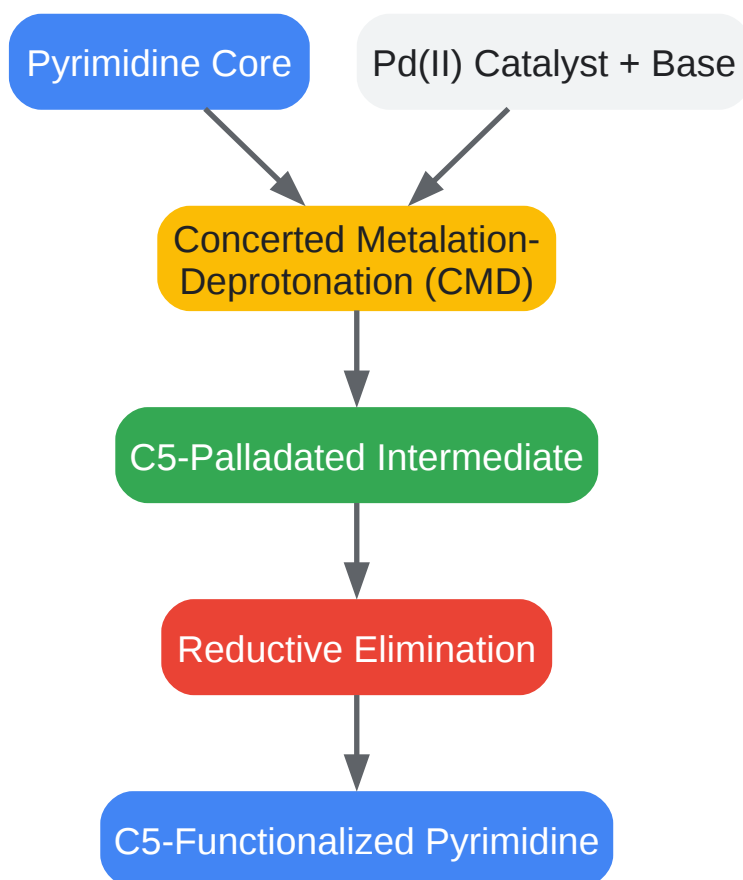 Pyrimidine Core
Pd(II) Catalyst + Base
Concerted Metalation-
Deprotonation (CMD)
C5-Palladated Intermediate
Reductive Elimination
C5-Functionalized Pyrimidine